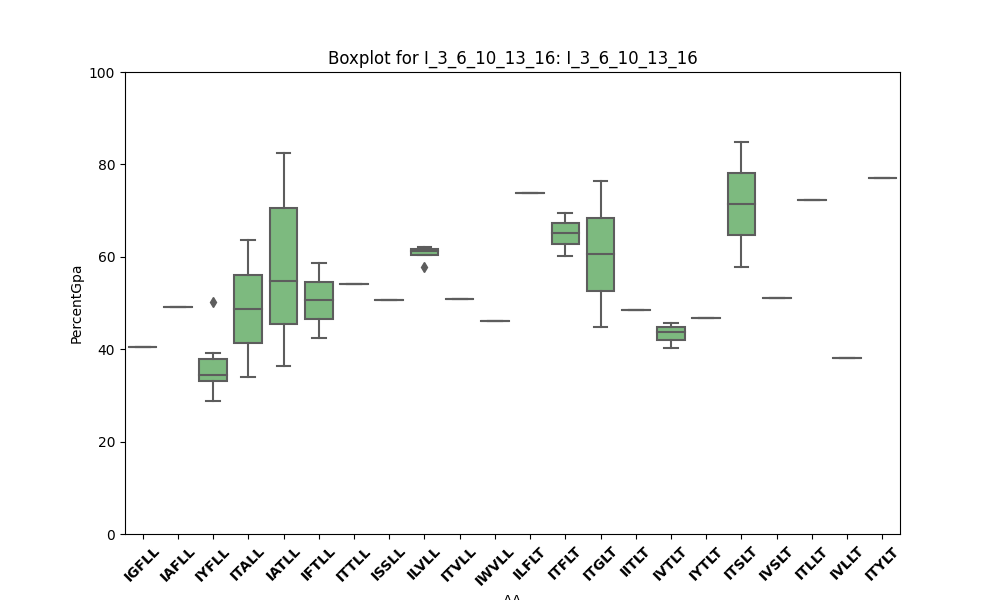 Boxplot for I_3_6_10_13_16: I_3_6_10_13_16
100
80
60
40
20
0
PercentGpa
IGFLL
IAFLL
IYFLL
ITALL
IATLL
IFTLL
ITTLL
ISSLL
ILVLL
ITVLL
IWVLL
ILFLT
ITFLT
ITGLT
IITLT
IVTLT
IYTLT
ITSLT
IVSLT
ITLLT
IVLLT
ITYLT
AA